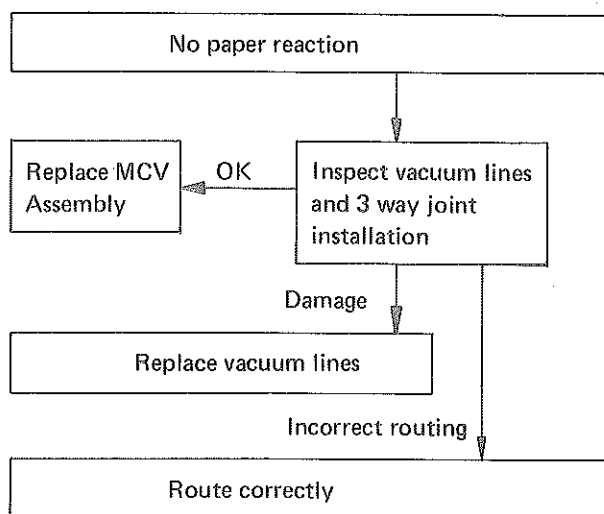 No paper reaction
Replace MCV
Assembly
OK
Inspect vacuum lines
and 3 way joint
installation
Damage
Replace vacuum lines
Incorrect routing
Route correctly